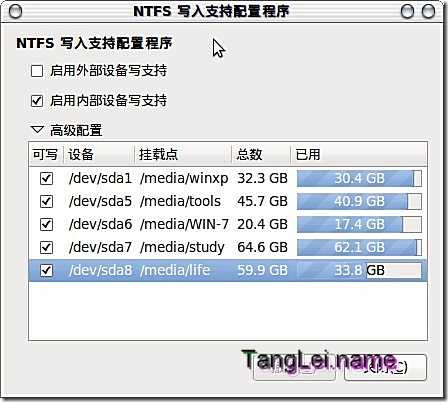 NTFS 写入支持配置程序
NTFS 写入支持配置程序
启用外部设备写支持
启用内部设备写支持
高级配置
可写 设备 挂载点 总数 已用
/dev/sda1 /media/winxp 32.3 GB 30.4 GB
/dev/sda5 /media/tools 45.7 GB 40.9 GB
/dev/sda6 /media/WIN-7 20.4 GB 17.4 GB
/dev/sda7 /media/study 64.6 GB 62.1 GB
/dev/sda8 /media/life 59.9 GB 33.8 GB
TangLei.name
关闭(C)